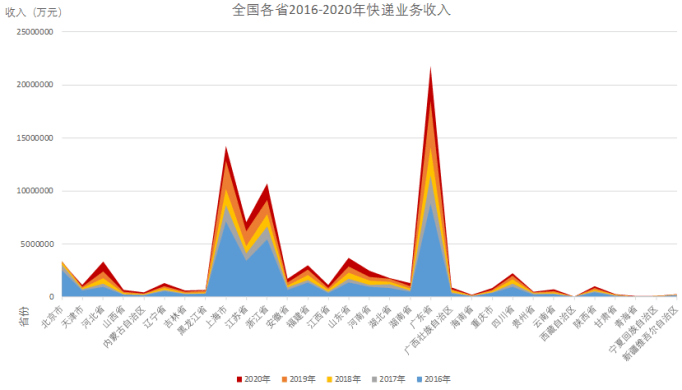 全国各省2016-2020年快递业务收入
收入（万元）
25000000
20000000
15000000
10000000
5000000
0
省份
北京市
天津市
河北省
山西省
内蒙古自治区
辽宁省
吉林省
黑龙江省
上海市
江苏省
浙江省
安徽省
福建省
江西省
山东省
河南省
湖北省
湖南省
广东省
广西壮族自治区
海南省
重庆市
四川省
贵州省
云南省
西藏自治区
陕西省
甘肃省
青海省
宁夏回族自治区
新疆维吾尔自治区
2020年 2019年 2018年 2017年 2016年